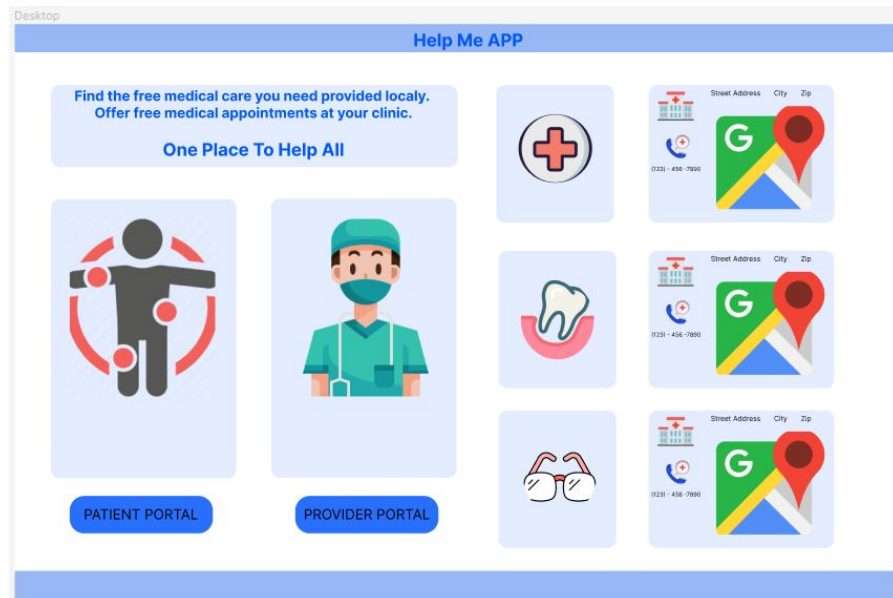 Desktop
Help Me APP
Find the free medical care you need provided localy.
Offer free medical appointments at your clinic.
One Place To Help All
PATIENT PORTAL
PROVIDER PORTAL
Street Address City Zip
G
(123) - 456 -7890
Street Address City Zip
G
(123) - 456 -7890
Street Address City Zip
G
(123) - 456 -7890